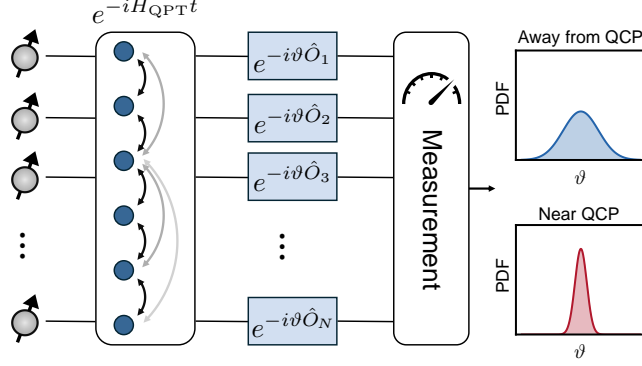 e^{-iH_{QPT}t}
e^{-iϑÔ_1}
e^{-iϑÔ_2}
e^{-iϑÔ_3}
e^{-iϑÔ_N}
Measurement
Away from QCP
PDF
ϑ
Near QCP
PDF
ϑ